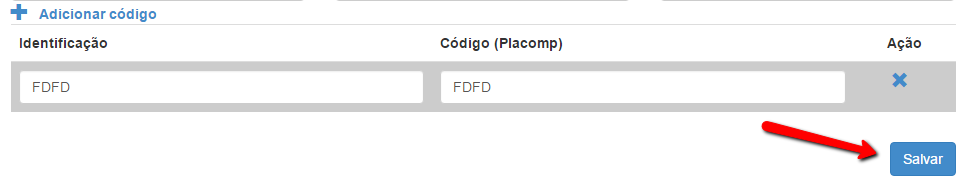 Adicionar código
Identificação Código (Placomp) Ação
FDFD FDFD
Salvar